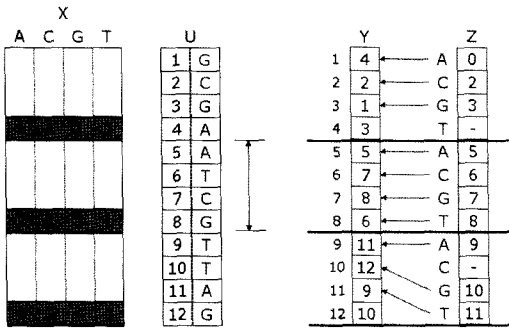 X
A C G T U Y Z
1 G 1 4 A 0
2 C 2 2 C 2
3 G 3 1 G 3
4 A 4 3 T -
5 A 5 5 A 5
6 T 6 7 C 6
7 C 7 8 G 7
8 G 8 6 T 8
9 T 9 11 A 9
10 T 10 12 C -
11 A 11 9 G 10
12 G 12 10 T 11